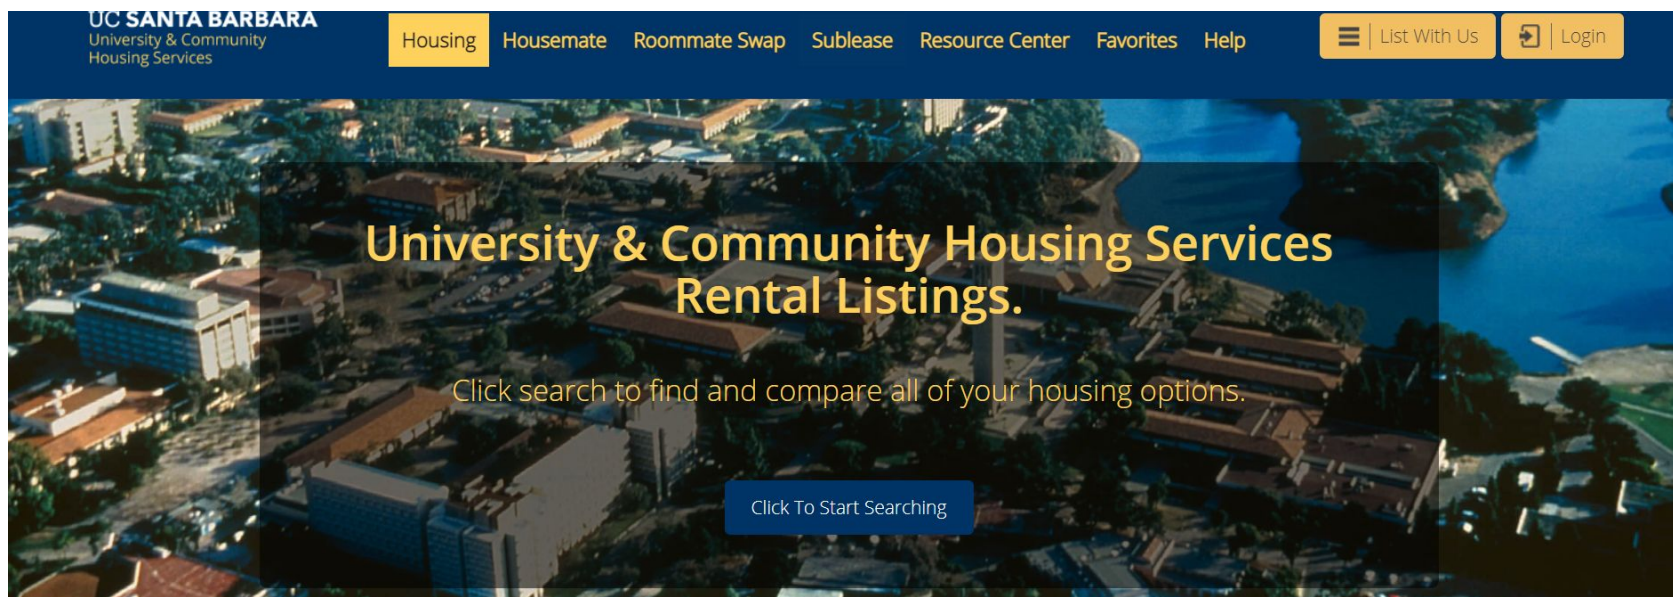 UC SANTA BARBARA
University & Community
Housing Services
Housing Housemate Roommate Swap Sublease Resource Center Favorites Help
List With Us
Login
University & Community Housing Services
Rental Listings.
Click search to find and compare all of your housing options.
Click To Start Searching